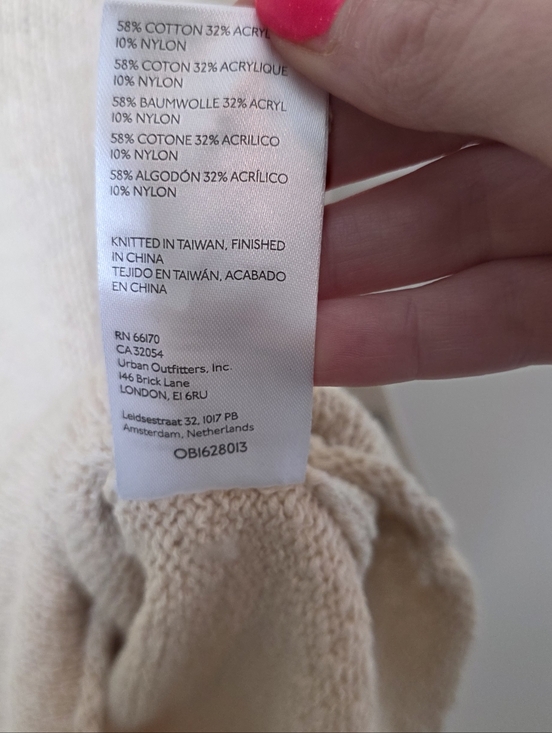 58% COTTON 32% ACRYL
10% NYLON
58% COTON 32% ACRYLIQUE
10% NYLON
58% BAUMWOLLE 32% ACRYL
10% NYLON
58% COTONE 32% ACRILICO
10% NYLON
58% ALGODÓN 32% ACRÍLICO
10% NYLON
KNITTED IN TAIWAN, FINISHED
IN CHINA
TEJIDO EN TAIWÁN, ACABADO
EN CHINA
RN 66170
CA 32054
Urban Outfitters, Inc.
146 Brick Lane
LONDON, E1 6RU
Leidsestraat 32, 1017 PB
Amsterdam, Netherlands
OB1628013